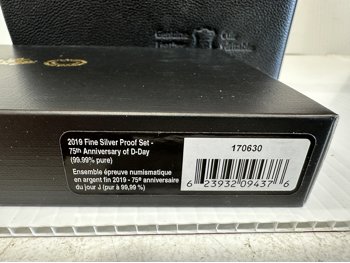 Genuine
2019 Fine Silver Proof Set -
75th Anniversary of D-Day
(99.99% pure)
Ensemble épreuve numismatique
en argent fin 2019 - 75e anniversaire
du jour J (pur à 99,99 %)
170630
6 23932 09437 6